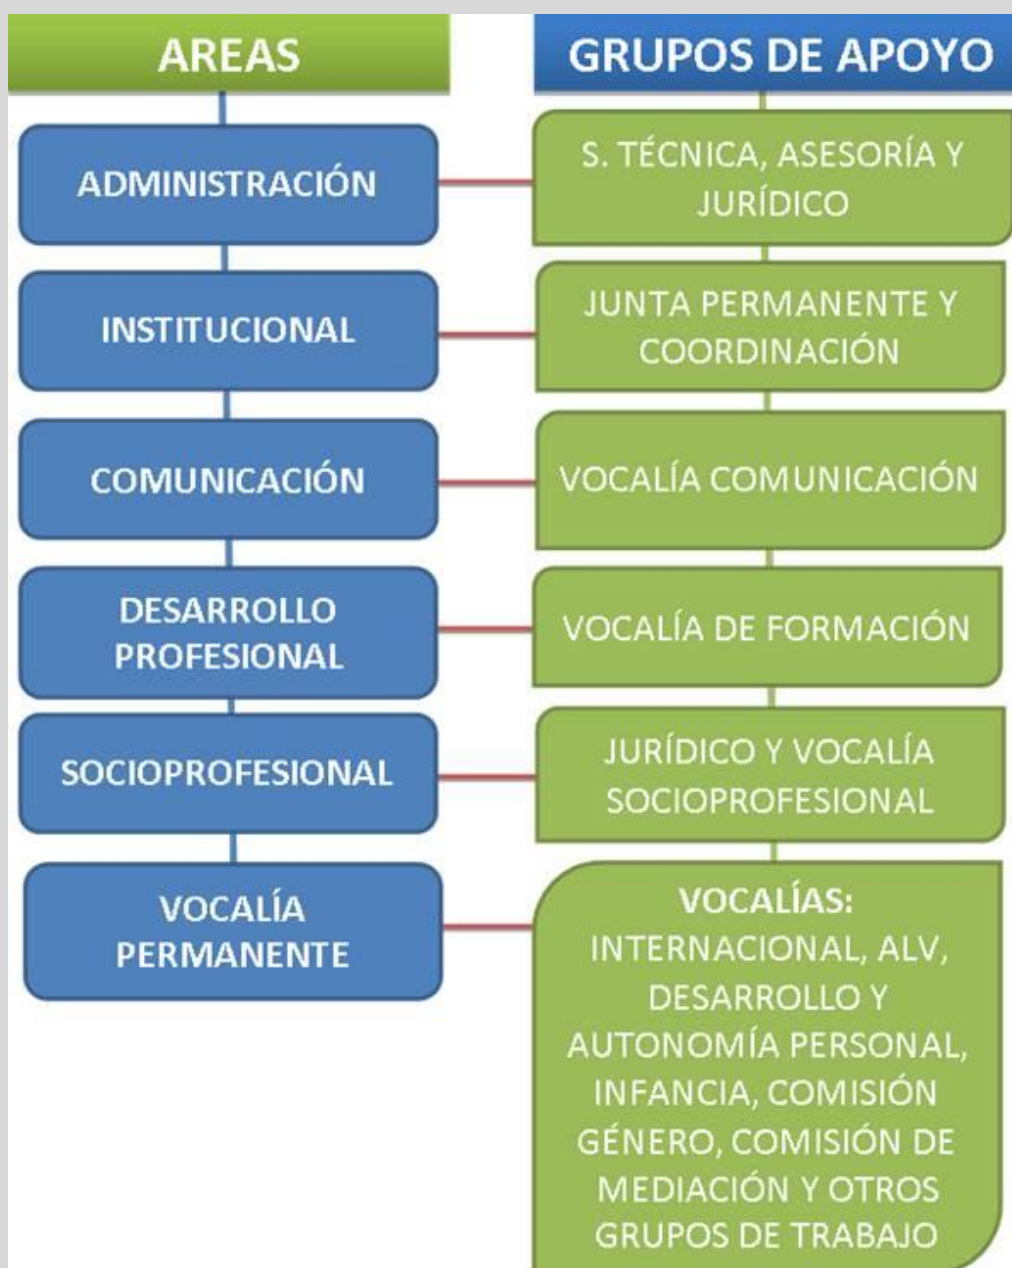 AREAS
GRUPOS DE APOYO
ADMINISTRACIÓN
S. TÉCNICA, ASESORÍA Y
JURÍDICO
INSTITUCIONAL
JUNTA PERMANENTE Y
COORDINACIÓN
COMUNICACIÓN
VOCALÍA COMUNICACIÓN
DESARROLLO
PROFESIONAL
VOCALÍA DE FORMACIÓN
SOCIOPROFESIONAL
JURÍDICO Y VOCALÍA
SOCIOPROFESIONAL
VOCALÍA
PERMANENTE
VOCALÍAS:
INTERNACIONAL, ALV,
DESARROLLO Y
AUTONOMÍA PERSONAL,
INFANCIA, COMISIÓN
GÉNERO, COMISIÓN DE
MEDIACIÓN Y OTROS
GRUPOS DE TRABAJO